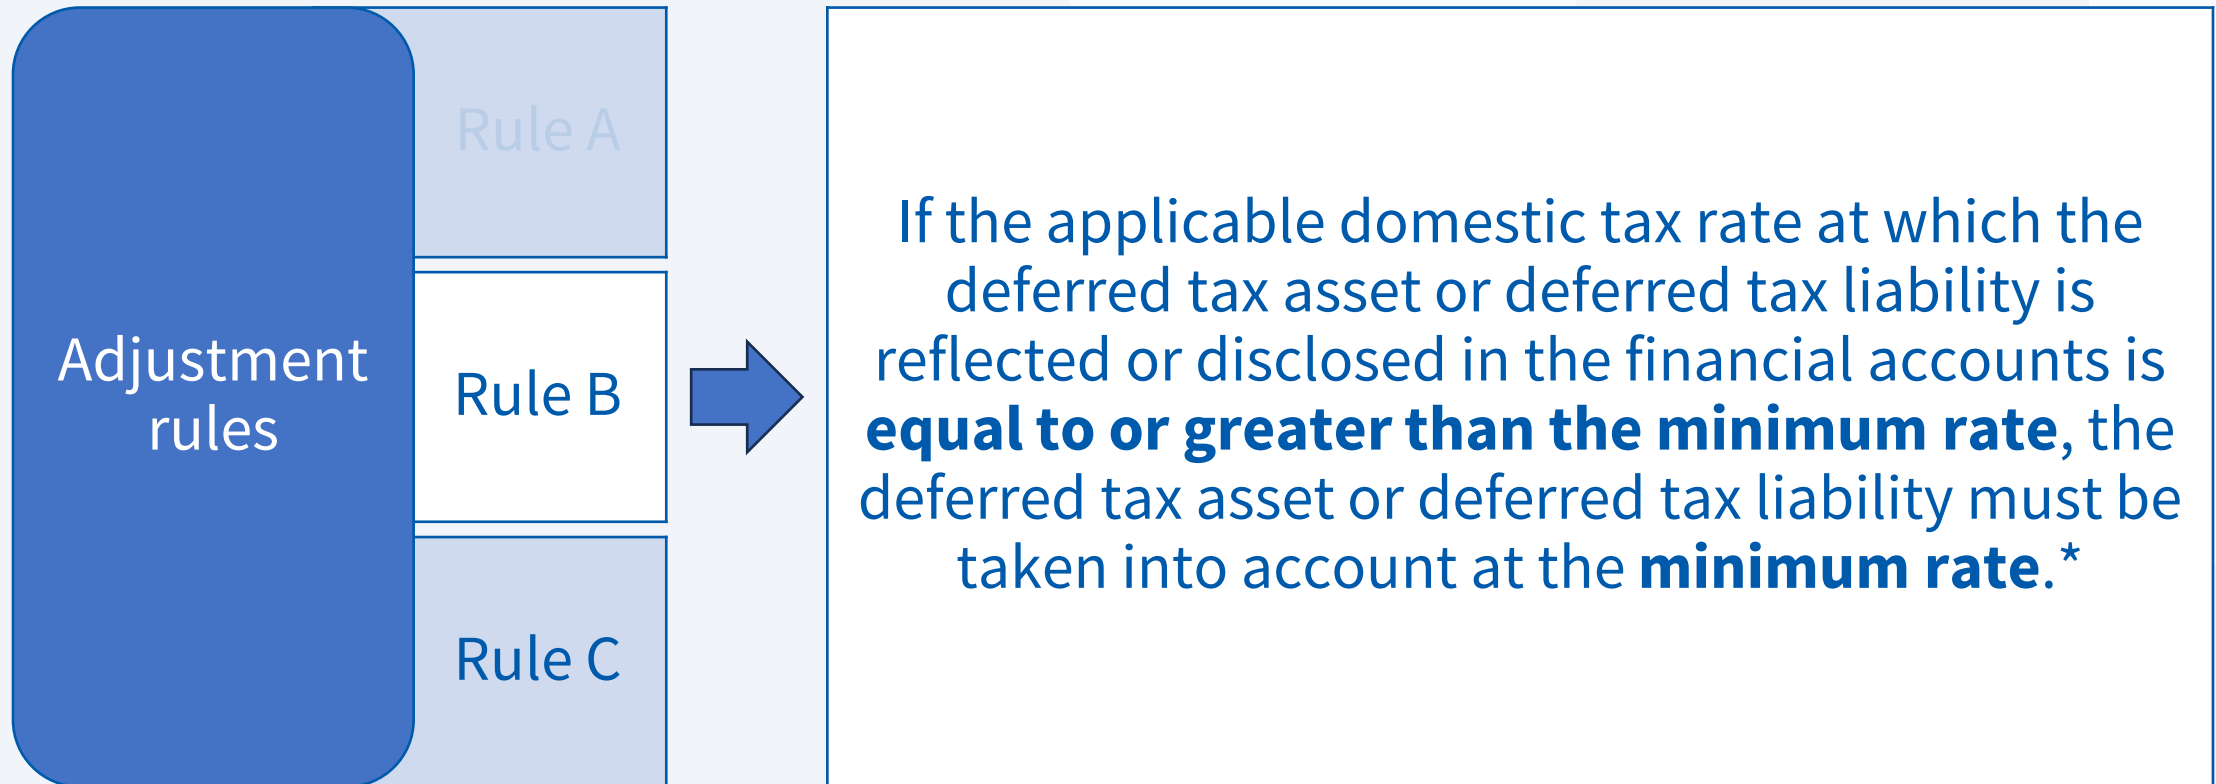 Adjustment
rules
Rule A
Rule B
Rule C
If the applicable domestic tax rate at which the
deferred tax asset or deferred tax liability is
reflected or disclosed in the financial accounts is
equal to or greater than the minimum rate, the
deferred tax asset or deferred tax liability must be
taken into account at the minimum rate.*